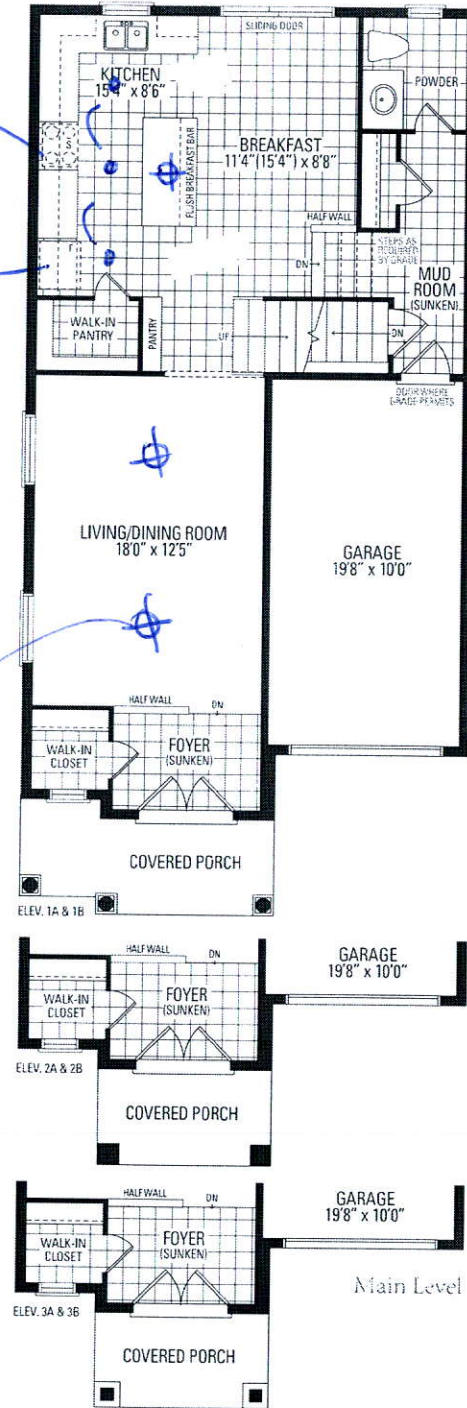 SLIDING DOOR
KITCHEN
15'4" x 8'6"
POWDER
S
FLUSH BREAKFAST BAR
BREAKFAST
11'4"(15'4") x 8'8"
HALF WALL
DN
STEPS AS
REQUIRED
BY GRADE
MUD
ROOM
(SUNKEN)
WALK-IN
PANTRY
PANTRY
UP
DN
DOOR WHERE
GRADE PERMITS
LIVING/DINING ROOM
18'0" x 12'5"
GARAGE
19'8" x 10'0"
HALF WALL
DN
WALK-IN
CLOSET
FOYER
(SUNKEN)
COVERED PORCH
ELEV. 1A & 1B
HALF WALL
DN
GARAGE
19'8" x 10'0"
WALK-IN
CLOSET
FOYER
(SUNKEN)
ELEV. 2A & 2B
COVERED PORCH
HALF WALL
DN
GARAGE
19'8" x 10'0"
WALK-IN
CLOSET
FOYER
(SUNKEN)
Main Level
ELEV. 3A & 3B
COVERED PORCH